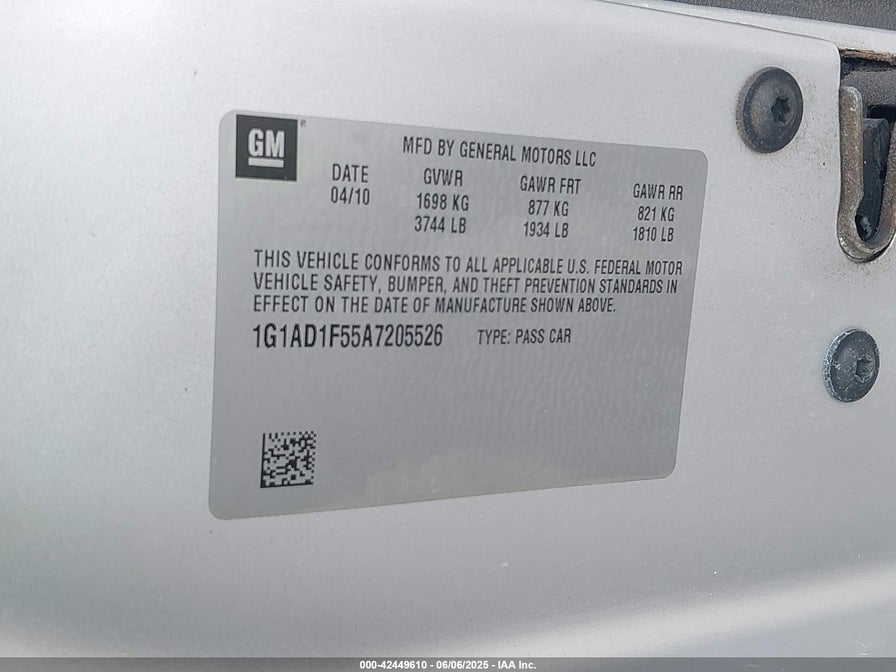 GM
MFD BY GENERAL MOTORS LLC
DATE GVWR GAWR FRT GAWR RR
04/10 1698 KG 877 KG 821 KG
3744 LB 1934 LB 1810 LB
THIS VEHICLE CONFORMS TO ALL APPLICABLE U.S. FEDERAL MOTOR
VEHICLE SAFETY, BUMPER, AND THEFT PREVENTION STANDARDS IN
EFFECT ON THE DATE OF MANUFACTURE SHOWN ABOVE.
1G1AD1F55A7205526 TYPE: PASS CAR
000-42449610 - 06/06/2025 - IAA Inc.